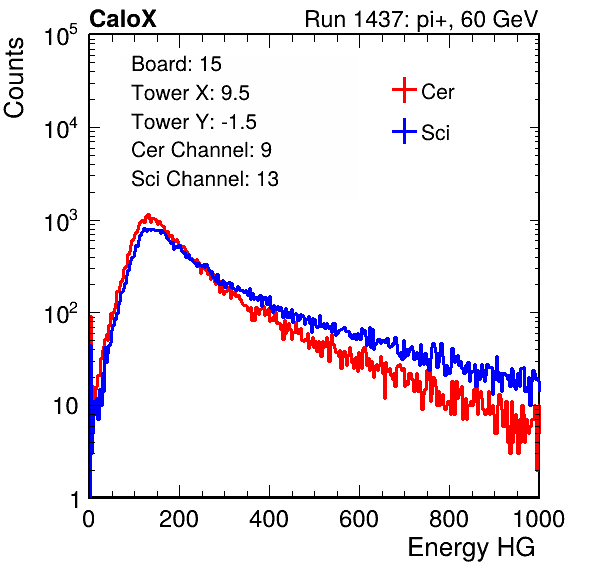 CaloX Run 1437: pi+, 60 GeV
Counts
10^5
10^4
10^3
10^2
10
1
Board: 15
Tower X: 9.5
Tower Y: -1.5
Cer Channel: 9
Sci Channel: 13
Cer
Sci
0 200 400 600 800 1000
Energy HG